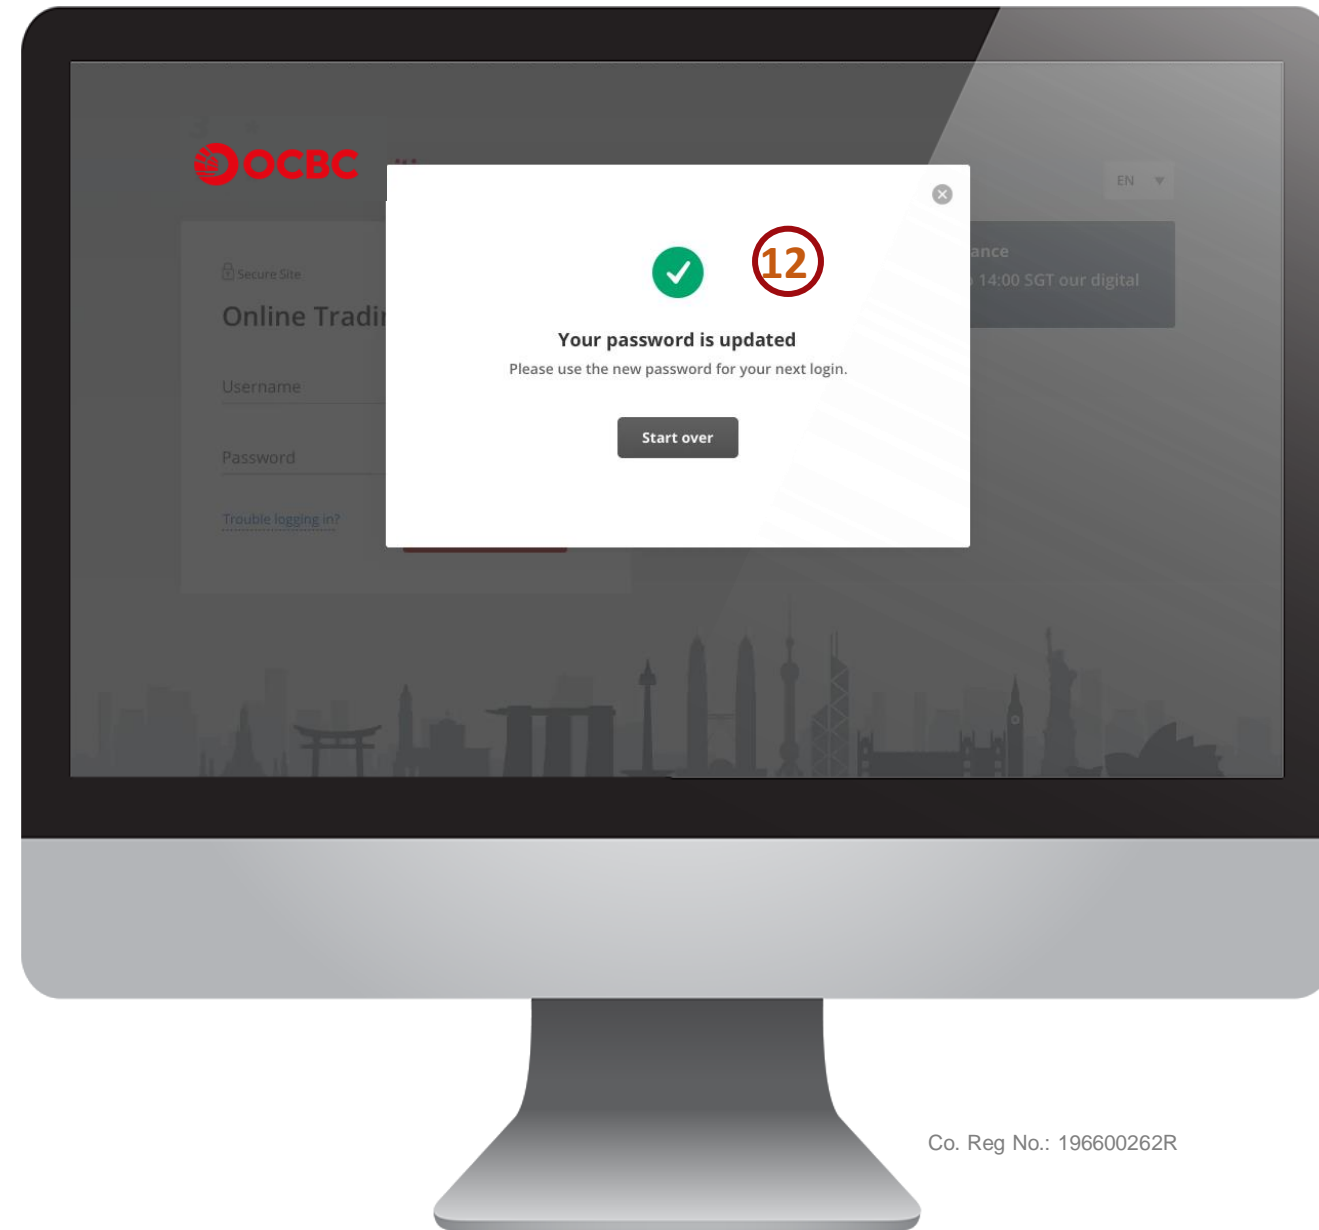 OCBC
EN
12
Secure Site
Online Tradi
14:00 SGT our digital
Your password is updated
Please use the new password for your next login.
Username
Start over
Password
Trouble logging in?
Co. Reg No.: 196600262R